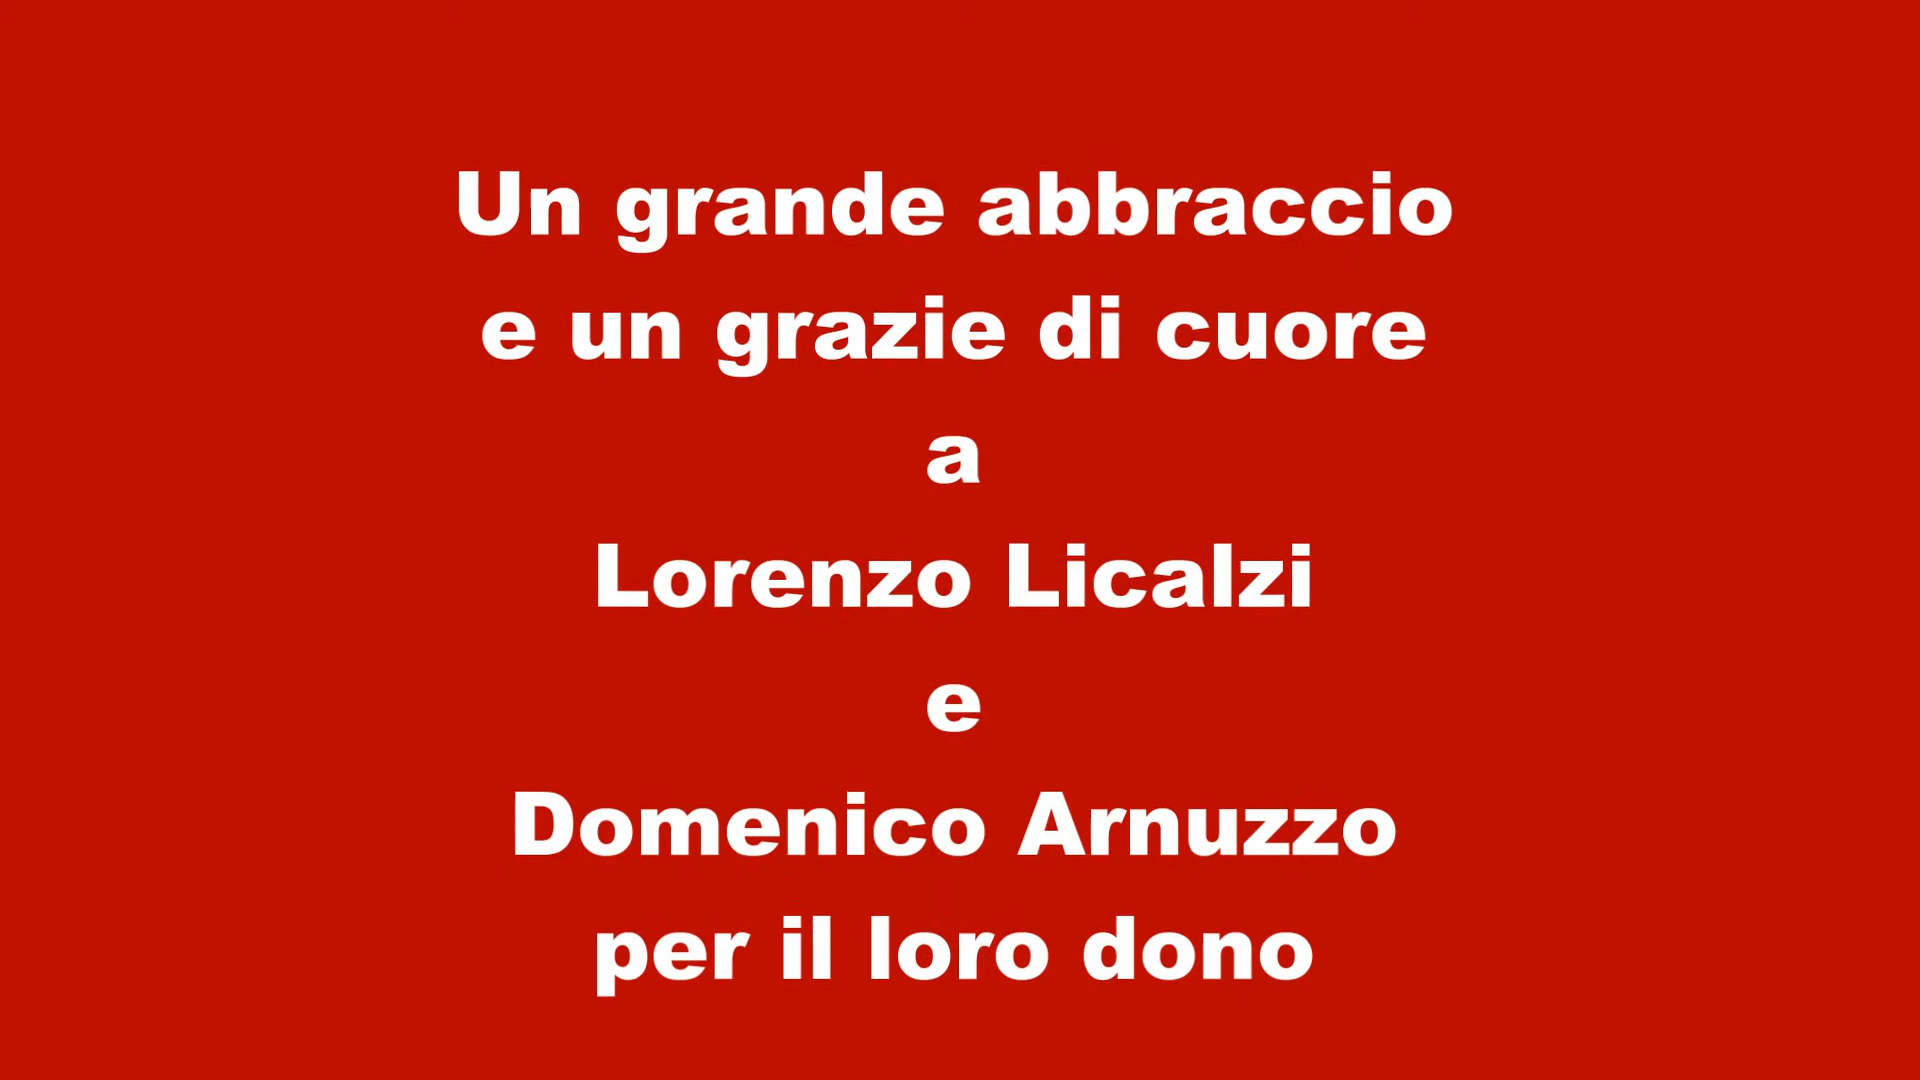 Un grande abbraccio
e un grazie di cuore
a
Lorenzo Licalzi
e
Domenico Arnuzzo
per il loro dono